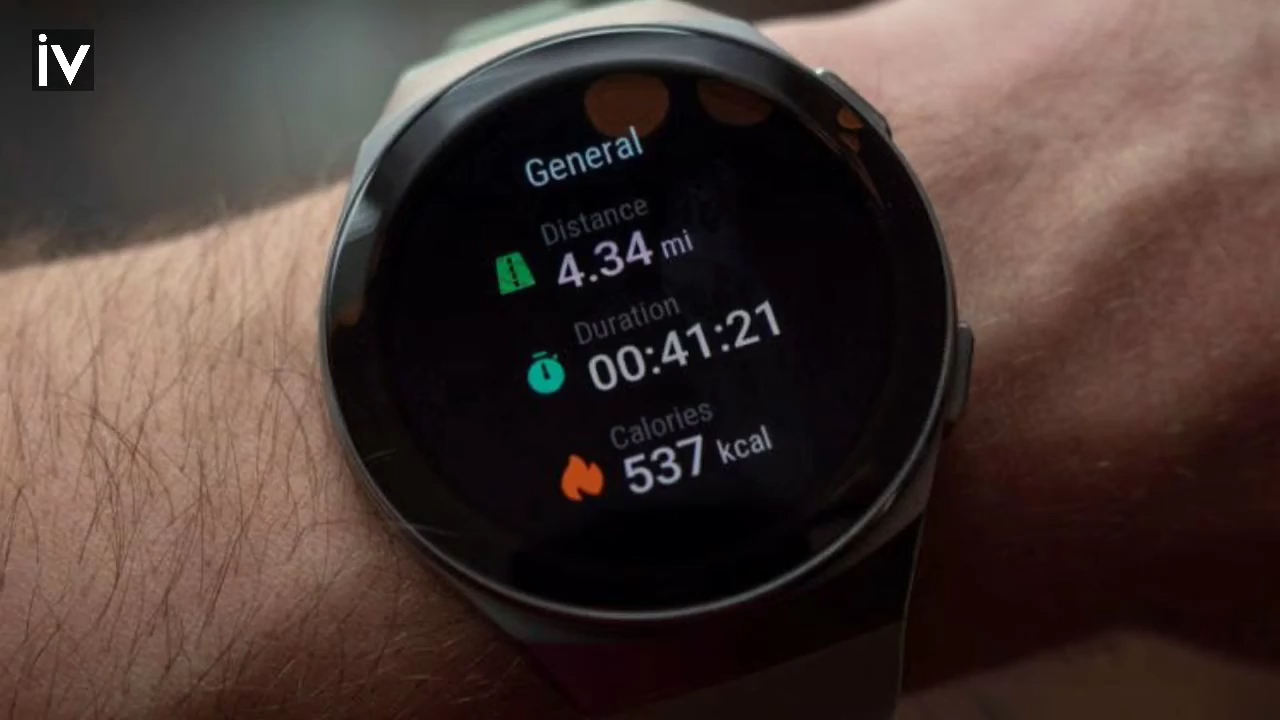 iv
General
Distance
4.34 mi
Duration
00:41:21
Calories
537 kcal